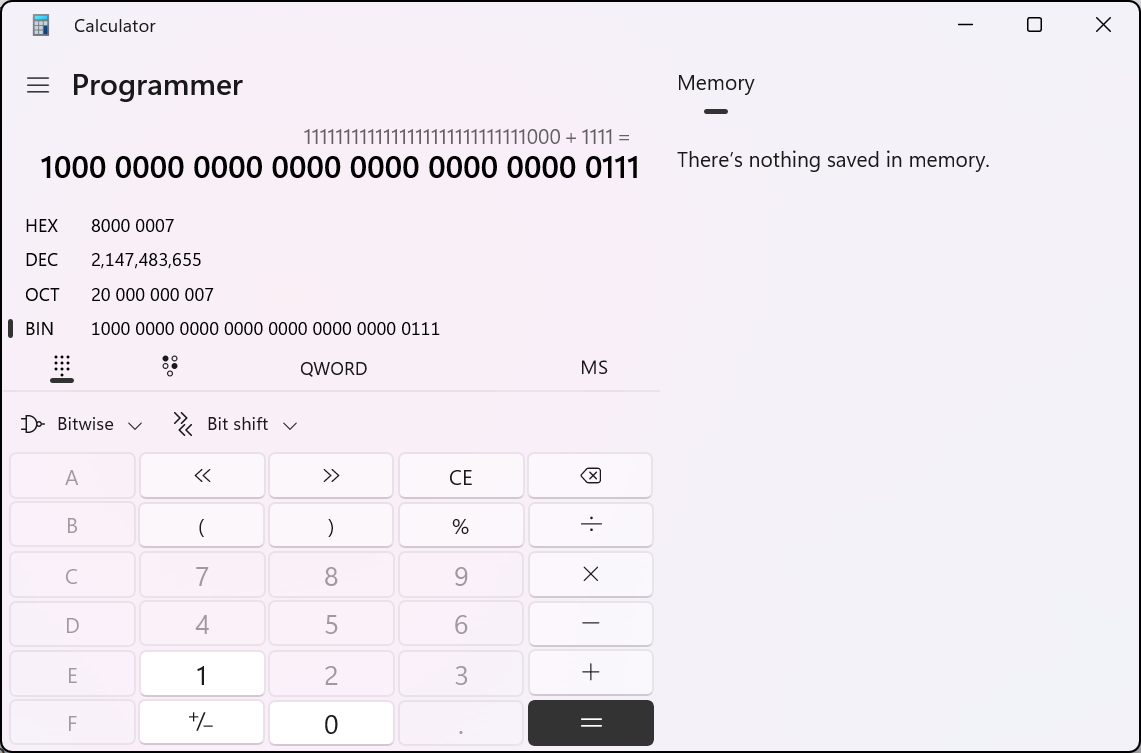 Calculator
Programmer
Memory
1111111111111111111111111111000 + 1111 =
1000 0000 0000 0000 0000 0000 0000 0111
There’s nothing saved in memory.
HEX 8000 0007
DEC 2,147,483,655
OCT 20 000 000 007
BIN 1000 0000 0000 0000 0000 0000 0000 0111
QWORD MS
Bitwise Bit shift
A << >> CE
B ( ) % ÷
C 7 8 9 ×
D 4 5 6 −
E 1 2 3 +
F +/− 0 . =